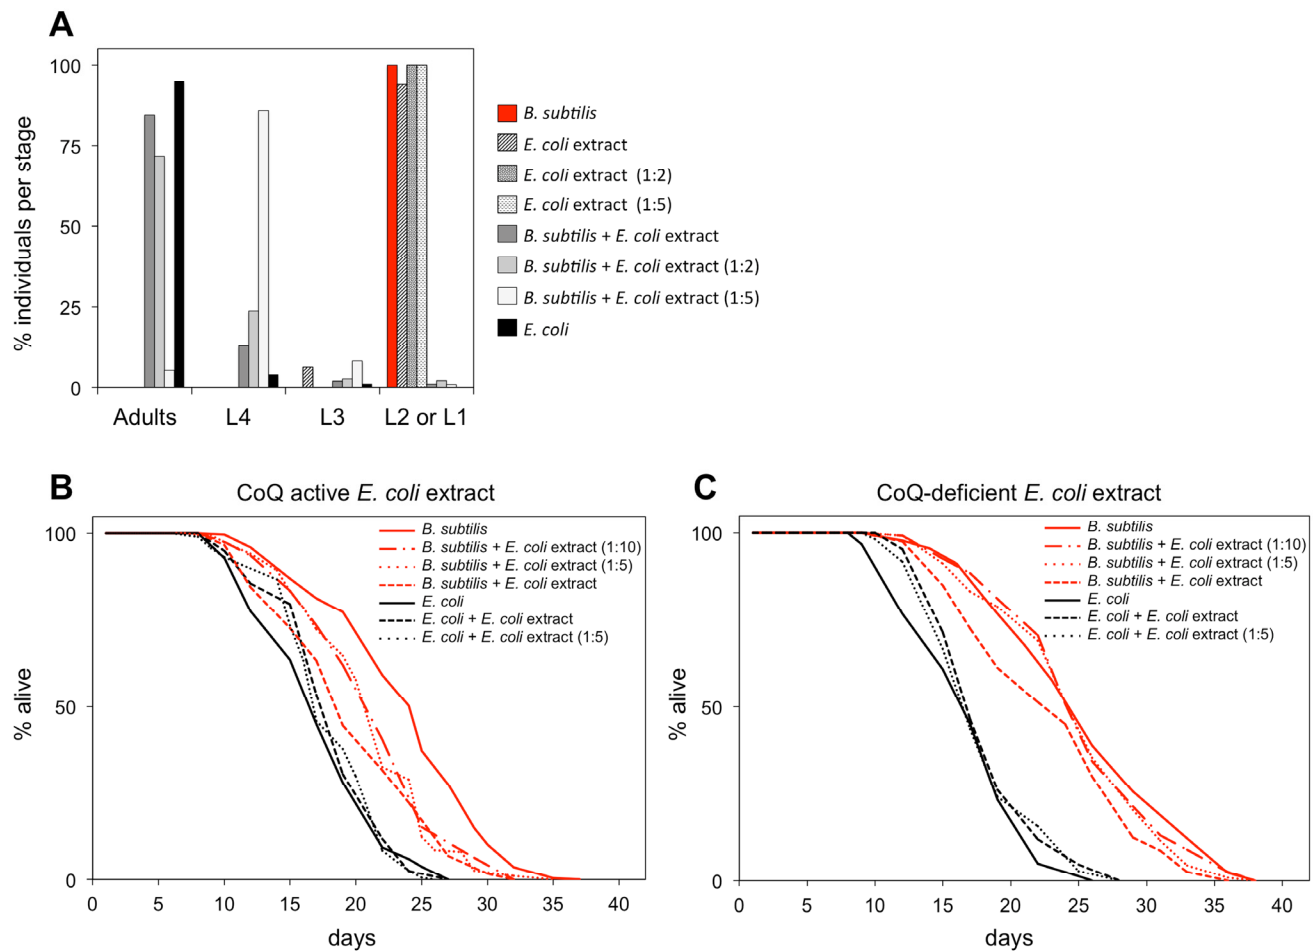 A
% individuals per stage
100
75
50
25
0
Adults
L4
L3
L2 or L1
B. subtilis
E. coli extract
E. coli extract (1:2)
E. coli extract (1:5)
B. subtilis + E. coli extract
B. subtilis + E. coli extract (1:2)
B. subtilis + E. coli extract (1:5)
E. coli
B
CoQ active E. coli extract
% alive
100
50
0
0 5 10 15 20 25 30 35 40
days
B. subtilis
B. subtilis + E. coli extract (1:10)
B. subtilis + E. coli extract (1:5)
B. subtilis + E. coli extract
E. coli
E. coli + E. coli extract
E. coli + E. coli extract (1:5)
C
CoQ-deficient E. coli extract
% alive
100
50
0
0 5 10 15 20 25 30 35 40
days
B. subtilis
B. subtilis + E. coli extract (1:10)
B. subtilis + E. coli extract (1:5)
B. subtilis + E. coli extract
E. coli
E. coli + E. coli extract
E. coli + E. coli extract (1:5)